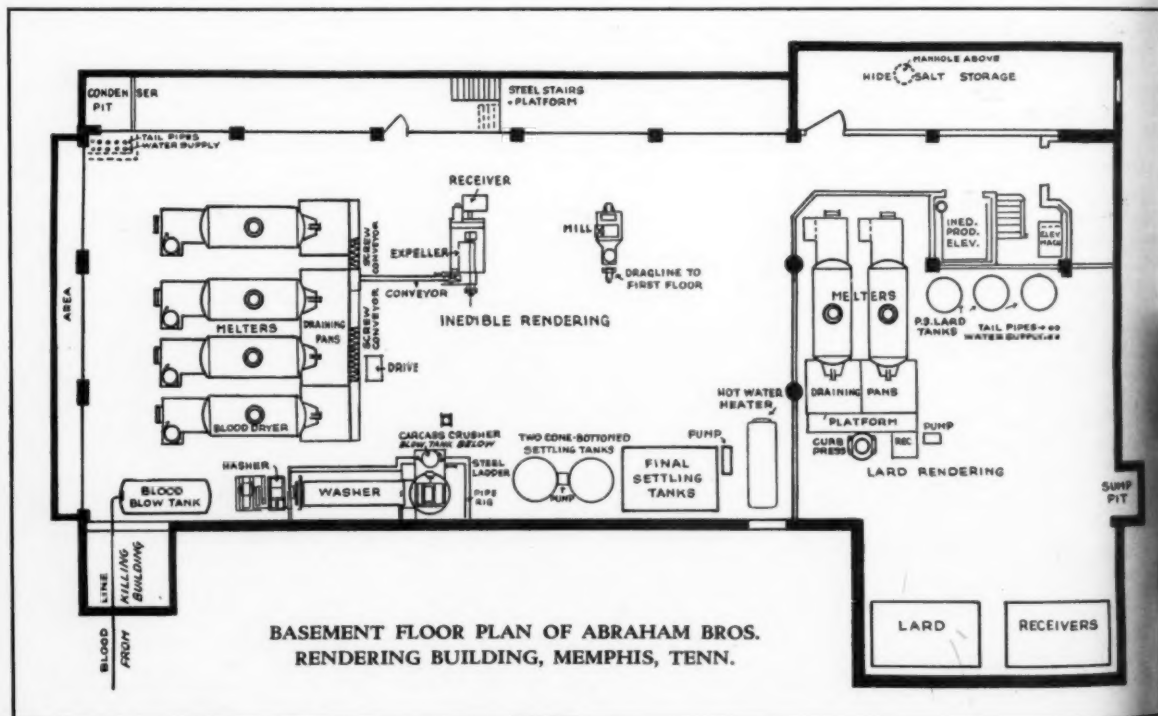 MANHOLE ABOVE
HIDE SALT STORAGE
CONDENSER
PIT
STEEL STAIRS
+ PLATFORM
TAIL PIPES
WATER SUPPLY
RECEIVER
MILL
EXPELLER
SCREW CONVEYOR
CONVEYOR
DRAGLINE TO
FIRST FLOOR
INED.
PROD.
ELEV.
ELEV.
MACH.
AREA
MELTERS
DRAINING
PANS
SCREW CONVEYOR
INEDIBLE RENDERING
DRIVE
MELTERS
P.S. LARD
TANKS
TAIL PIPES
WATER SUPPLY
BLOOD DRYER
DRAINING PANS
PLATFORM
HOT WATER
HEATER
CARCASS CRUSHER
BLOW TANK BELOW
TWO CONE-BOTTOMED
SETTLING TANKS
PUMP
PUMP
CURB
PRESS
REC
PUMP
HASHER
STEEL
LADDER
FINAL
SETTLING
TANKS
LARD RENDERING
BLOOD
BLOW TANK
WASHER
PIPE
RIG
SUMP
PIT
BLOOD LINE
FROM KILLING
BUILDING
LARD RECEIVERS
BASEMENT FLOOR PLAN OF ABRAHAM BROS.
RENDERING BUILDING, MEMPHIS, TENN.